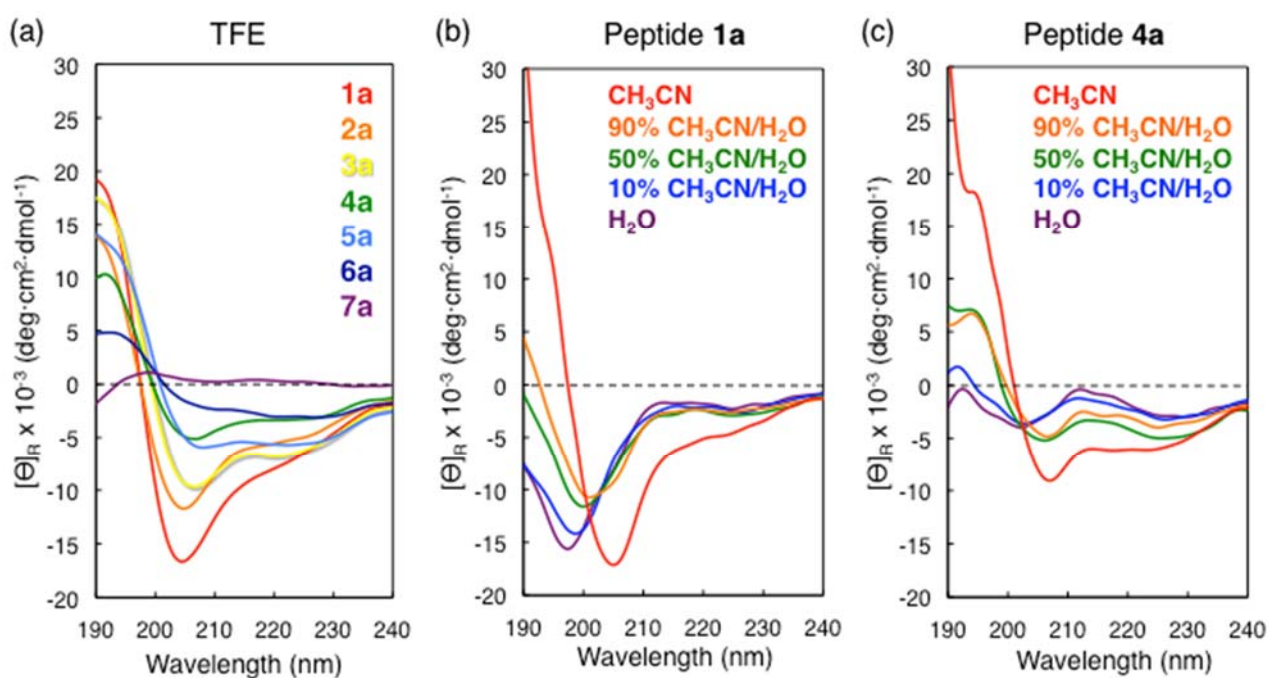 (a) TFE
[Θ]R x 10-3 (deg·cm2·dmol-1)
30
25
20
15
10
5
0
-5
-10
-15
-20
1a
2a
3a
4a
5a
6a
7a
190 200 210 220 230 240
Wavelength (nm)
(b) Peptide 1a
[Θ]R x 10-3 (deg·cm2·dmol-1)
30
25
20
15
10
5
0
-5
-10
-15
-20
CH3CN
90% CH3CN/H2O
50% CH3CN/H2O
10% CH3CN/H2O
H2O
190 200 210 220 230 240
Wavelength (nm)
(c) Peptide 4a
[Θ]R x 10-3 (deg·cm2·dmol-1)
30
25
20
15
10
5
0
-5
-10
-15
-20
CH3CN
90% CH3CN/H2O
50% CH3CN/H2O
10% CH3CN/H2O
H2O
190 200 210 220 230 240
Wavelength (nm)